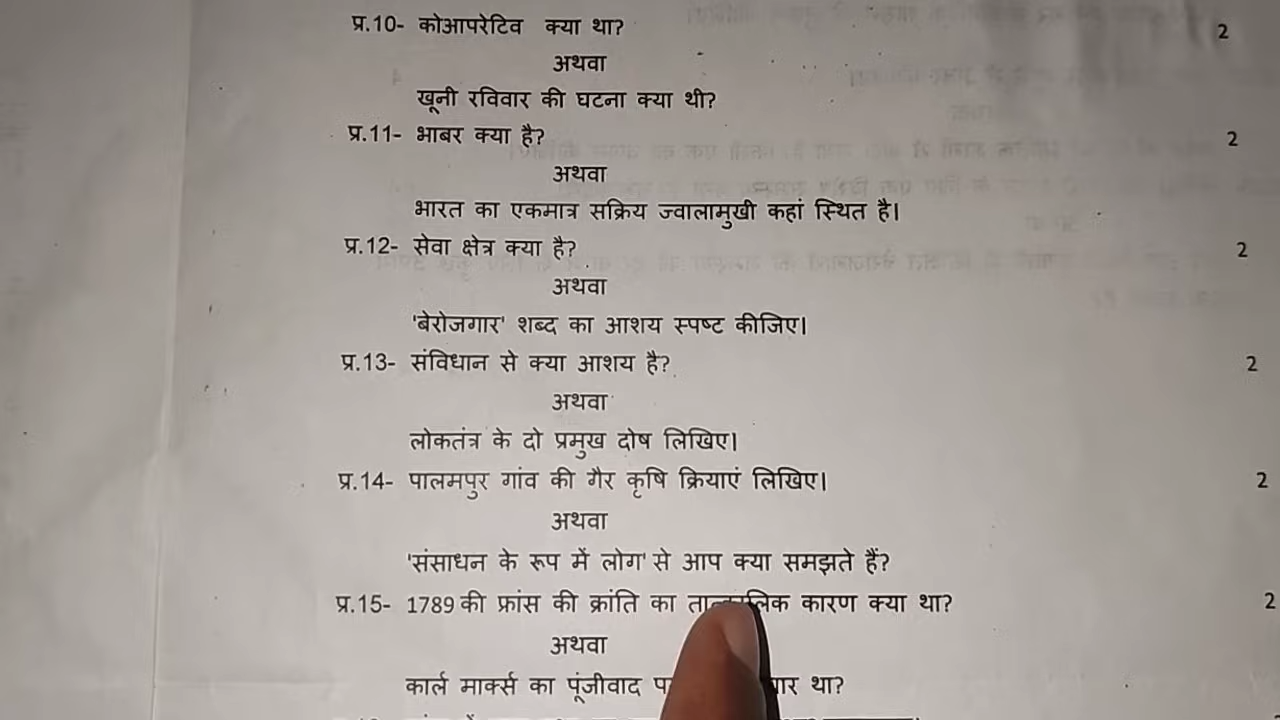 प्र.10- कोआपरेटिव क्या था? 2
अथवा
खूनी रविवार की घटना क्या थी?
प्र.11- भाबर क्या है? 2
अथवा
भारत का एकमात्र सक्रिय ज्वालामुखी कहां स्थित है।
प्र.12- सेवा क्षेत्र क्या है? 2
अथवा
'बेरोजगार' शब्द का आशय स्पष्ट कीजिए।
प्र.13- संविधान से क्या आशय है? 2
अथवा
लोकतंत्र के दो प्रमुख दोष लिखिए।
प्र.14- पालमपुर गांव की गैर कृषि क्रियाएं लिखिए। 2
अथवा
'संसाधन के रूप में लोग' से आप क्या समझते हैं?
प्र.15- 1789 की फ्रांस की क्रांति का तात्कालिक कारण क्या था? 2
अथवा
कार्ल मार्क्स का पूंजीवाद था?